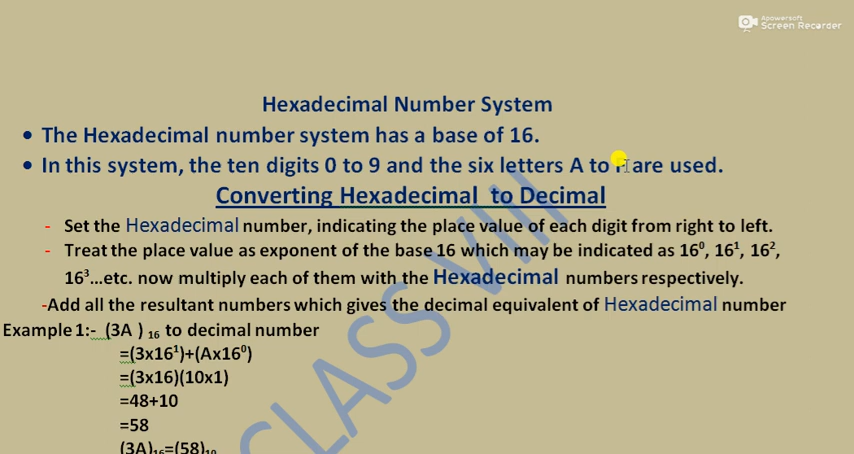 Apowersoft
Screen Recorder
Hexadecimal Number System
• The Hexadecimal number system has a base of 16.
• In this system, the ten digits 0 to 9 and the six letters A to are used.
Converting Hexadecimal to Decimal
- Set the Hexadecimal number, indicating the place value of each digit from right to left.
- Treat the place value as exponent of the base 16 which may be indicated as 16⁰, 16¹, 16²,
16³...etc. now multiply each of them with the Hexadecimal numbers respectively.
-Add all the resultant numbers which gives the decimal equivalent of Hexadecimal number
Example 1:- (3A )₁₆ to decimal number
=(3x16¹)+(Ax16⁰)
=(3x16)(10x1)
=48+10
=58
(3A)₁₆=(58)₁₀
CLASS VIII